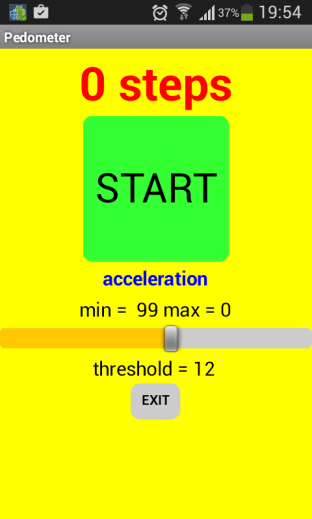 37% 19:54
Pedometer
0 steps
START
acceleration
min =  99 max = 0
threshold = 12
EXIT